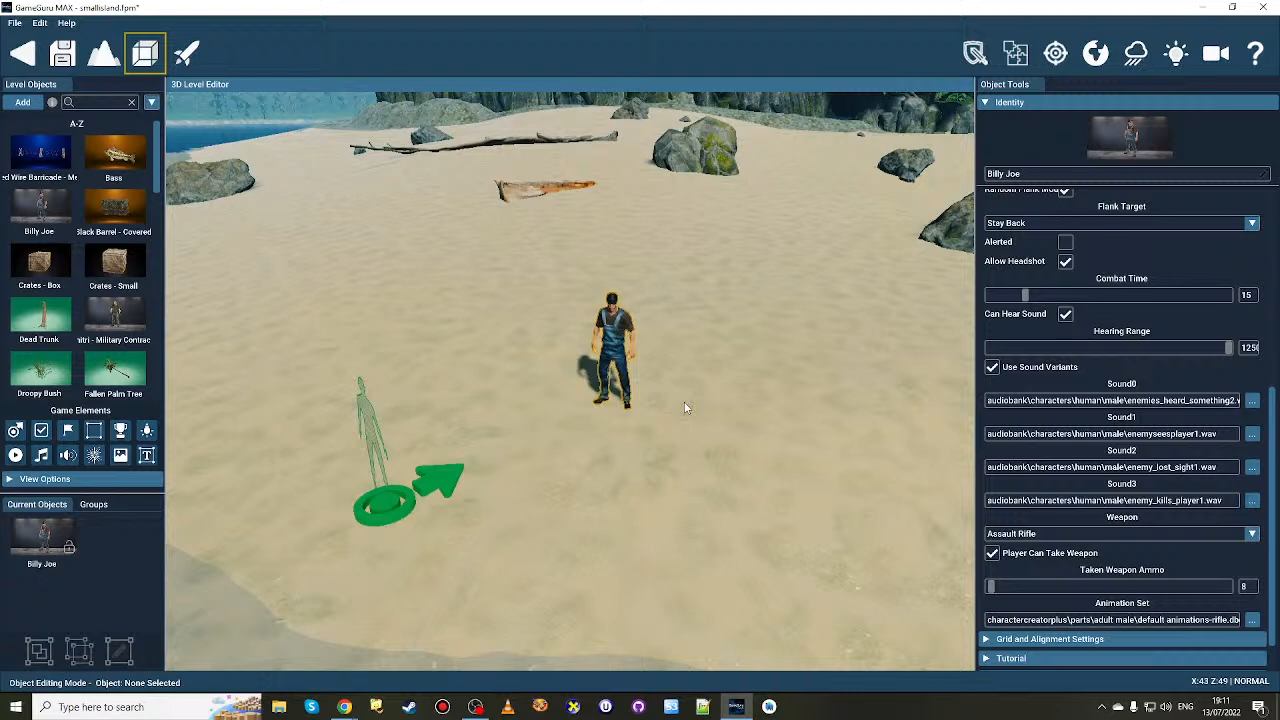 GameGuru MAX - smallisland.fpm*
File Edit Help
Level Objects
Add
A-Z
Bass
Billy Joe
Crates - Box
Crates - Small
Dead Trunk
Droopy Bush
Fallen Palm Tree
Game Elements
View Options
Current Objects Groups
Billy Joe
3D Level Editor
Object Tools
Identity
Billy Joe
Flank Target
Stay Back
Alerted
Allow Headshot
Combat Time
15
Can Hear Sound
Hearing Range
1250
Use Sound Variants
Sound0
audiobank\characters\human\male\enemies_heard_something2.
...
Sound1
audiobank\characters\human\male\enemyseesplayer1.wav
...
Sound2
audiobank\characters\human\male\enemy_lost_sight1.wav
...
Sound3
audiobank\characters\human\male\enemy_kills_player1.wav
...
Weapon
Assault Rifle
Player Can Take Weapon
Taken Weapon Ammo
8
Animation Set
charactercreatorplus\parts\adult male\default animations-rifle.db
...
Grid and Alignment Settings
Tutorial
Object Editing Mode - Object: None Selected
X:43 Z:49 | NORMAL
Type here to search
19:11
13/07/2022